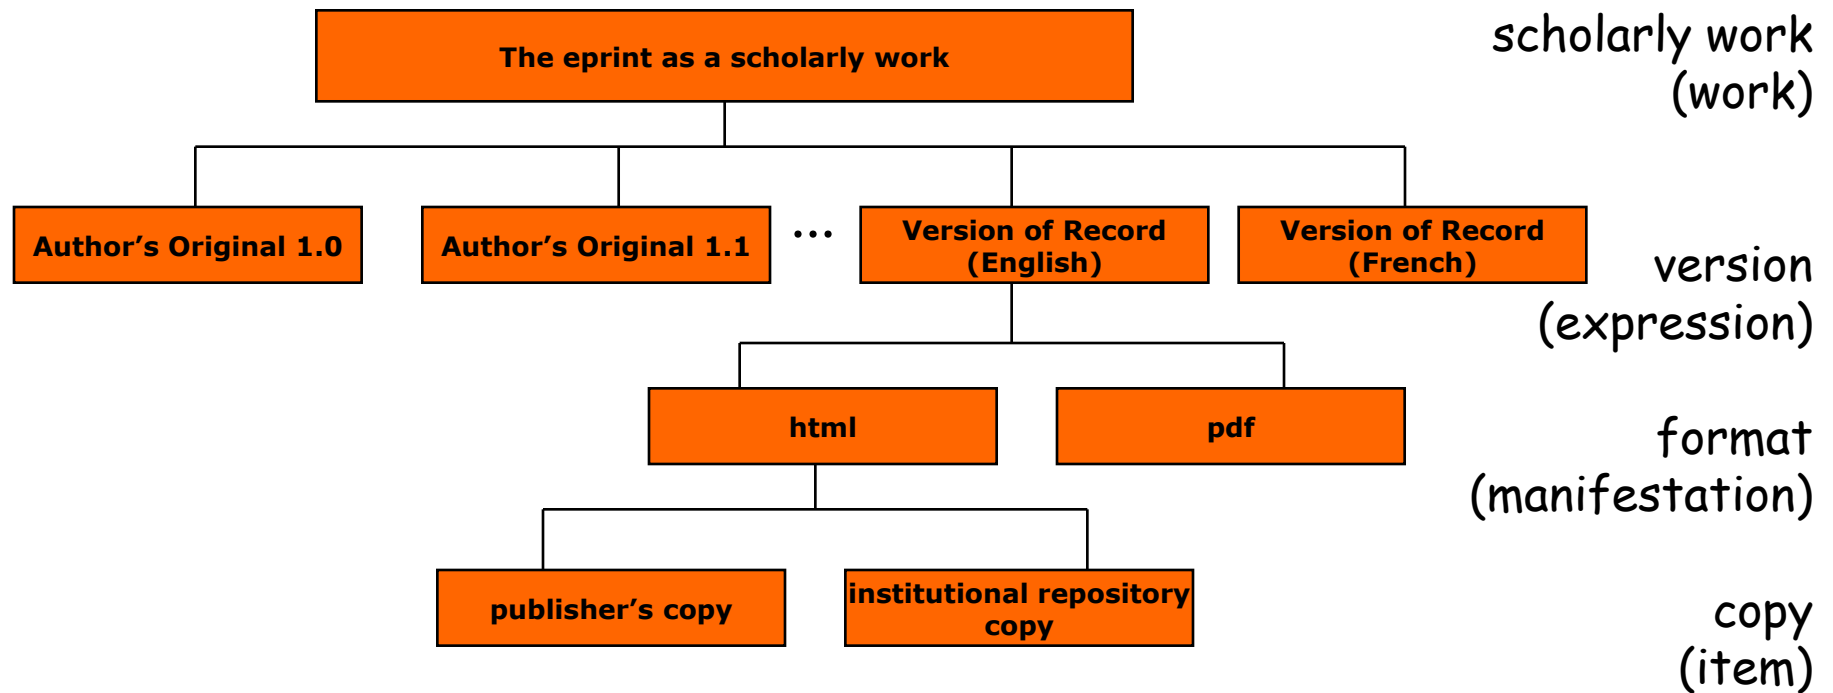 The eprint as a scholarly work
scholarly work
(work)
Author’s Original 1.0
Author’s Original 1.1
...
Version of Record
(English)
Version of Record
(French)
version
(expression)
html
pdf
format
(manifestation)
publisher’s copy
institutional repository
copy
copy
(item)